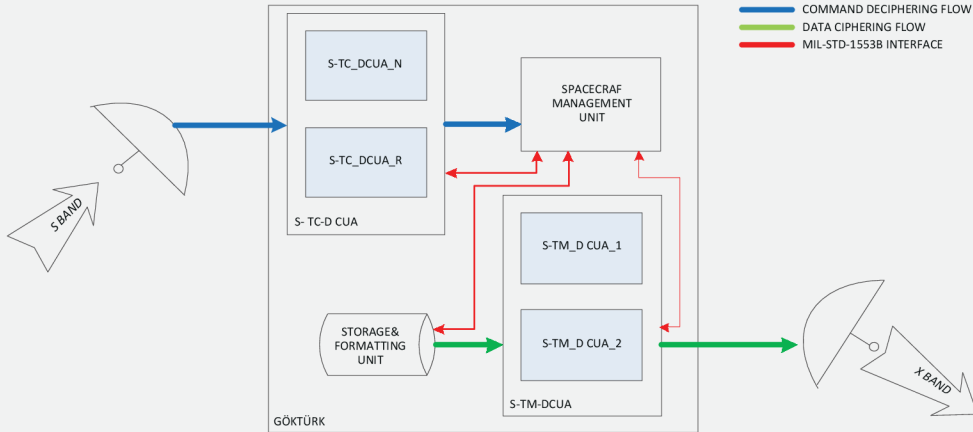 COMMAND DECIPHERING FLOW
DATA CIPHERING FLOW
MIL-STD-1553B INTERFACE
S-TC_DCUA_N
S-TC_DCUA_R
S- TC-D CUA
SPACECRAF
MANAGEMENT
UNIT
S BAND
S-TM_D CUA_1
S-TM_D CUA_2
S-TM-DCUA
STORAGE&
FORMATTING
UNIT
X BAND
GÖKTÜRK